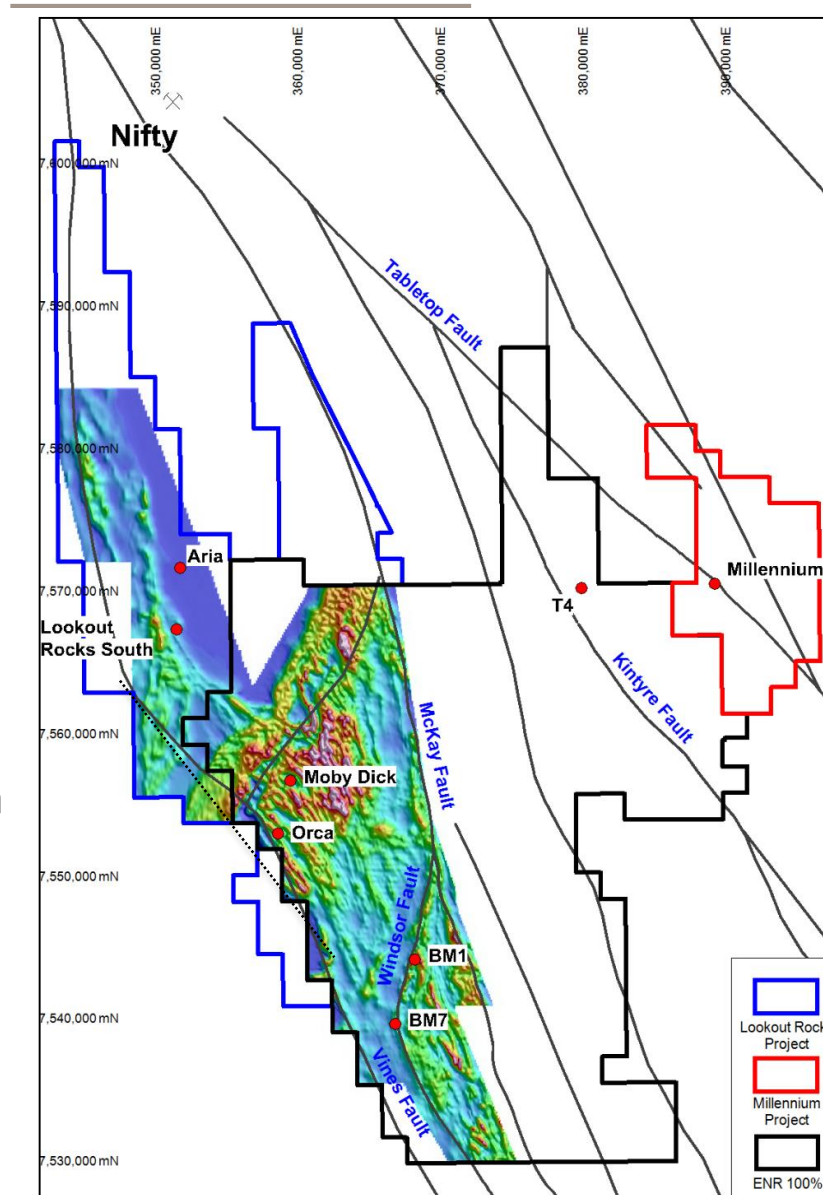 350,000 mE
360,000 mE
370,000 mE
380,000 mE
390,000 mE
Nifty
7,600,000 mN
Tabletop Fault
7,590,000 mN
7,580,000 mN
Aria
7,570,000 mN
Millennium
T4
Lookout
Rocks South
Kintyre Fault
McKay Fault
7,560,000 mN
Moby Dick
Orca
7,550,000 mN
Windsor Fault
BM1
BM7
7,540,000 mN
Vines Fault
7,530,000 mN
Lookout Rock
Project
Millennium
Project
ENR 100%